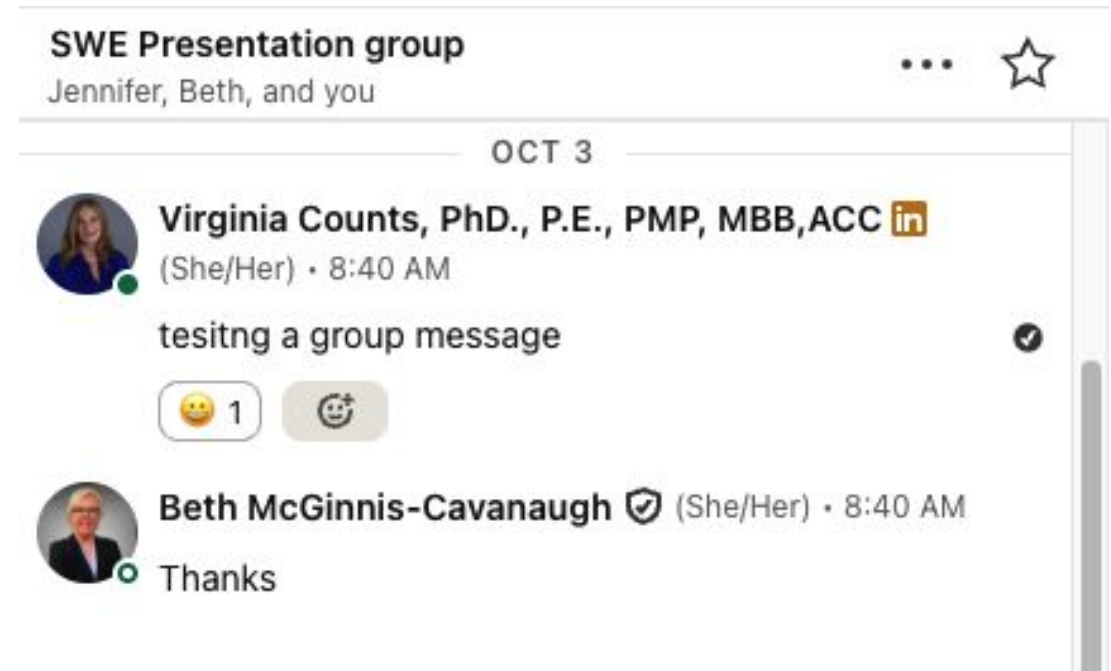 SWE Presentation group
Jennifer, Beth, and you
OCT 3
Virginia Counts, PhD., P.E., PMP, MBB,ACC in
(She/Her) • 8:40 AM
tesitng a group message
😀 1
Beth McGinnis-Cavanaugh (She/Her) • 8:40 AM
Thanks